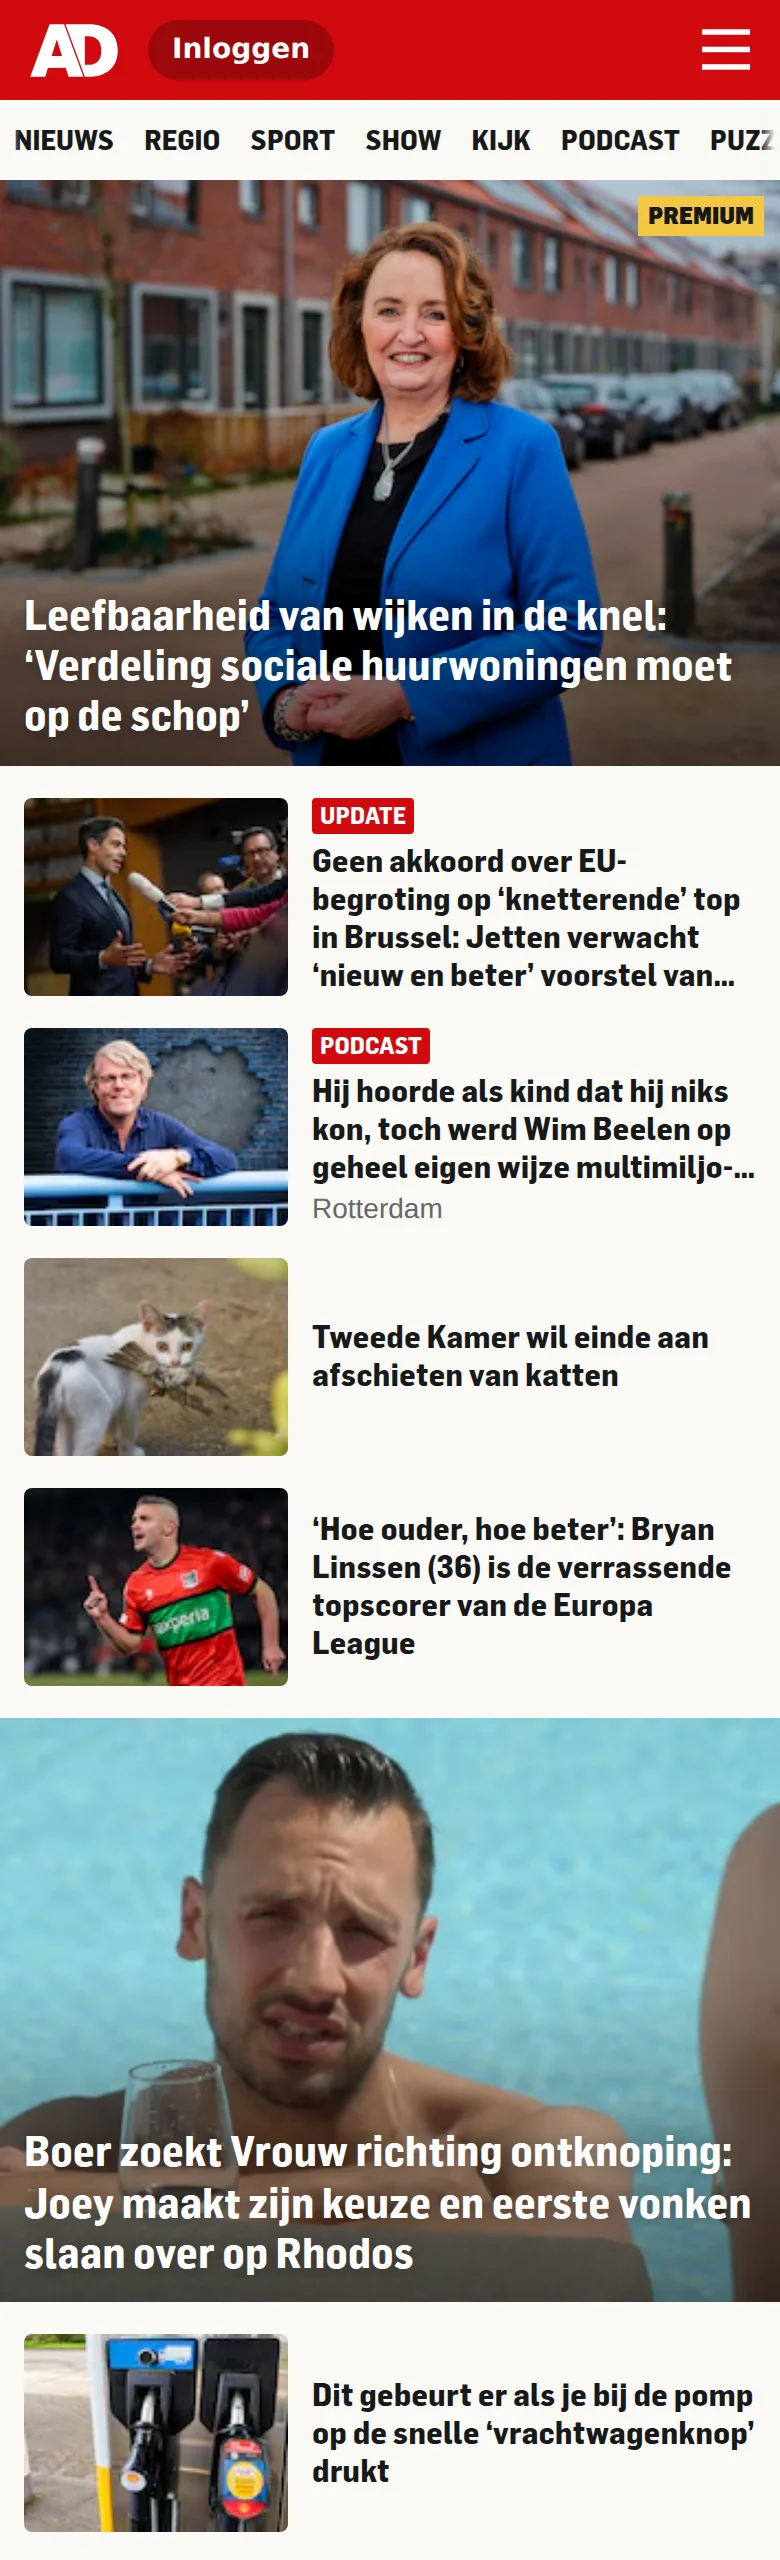 AD
Inloggen
NIEUWS REGIO SPORT SHOW KIJK PODCAST PUZZ
PREMIUM
Leefbaarheid van wijken in de knel:
‘Verdeling sociale huurwoningen moet
op de schop’
UPDATE
Geen akkoord over EU-
begroting op ‘knetterende’ top
in Brussel: Jetten verwacht
‘nieuw en beter’ voorstel van...
PODCAST
Hij hoorde als kind dat hij niks
kon, toch werd Wim Beelen op
geheel eigen wijze multimiljo-...
Rotterdam
Tweede Kamer wil einde aan
afschieten van katten
nexperia
‘Hoe ouder, hoe beter’: Bryan
Linssen (36) is de verrassende
topscorer van de Europa
League
Boer zoekt Vrouw richting ontknoping:
Joey maakt zijn keuze en eerste vonken
slaan over op Rhodos
Dit gebeurt er als je bij de pomp
op de snelle ‘vrachtwagenknop’
drukt